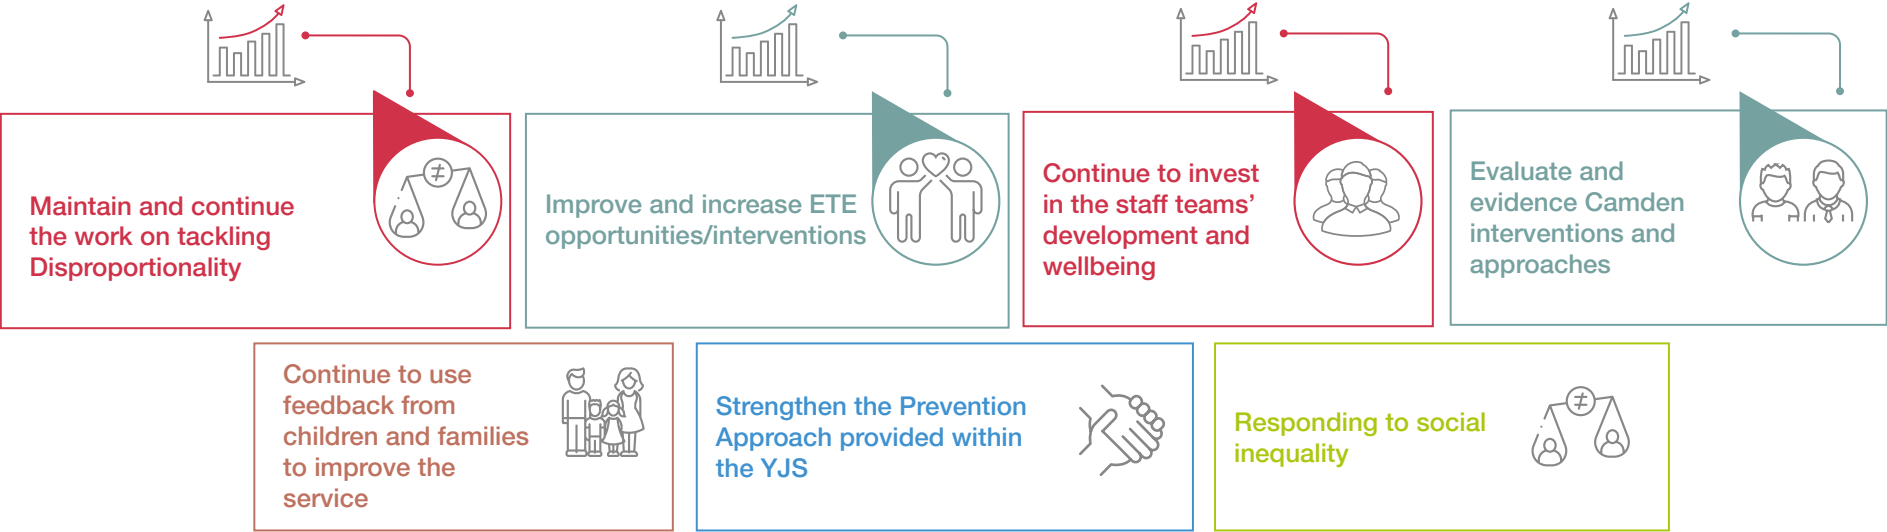 Maintain and continue
the work on tackling
Disproportionality
Improve and increase ETE
opportunities/interventions
Continue to invest
in the staff teams’
development and
wellbeing
Evaluate and
evidence Camden
interventions and
approaches
Continue to use
feedback from
children and families
to improve the
service
Strengthen the Prevention
Approach provided within
the YJS
Responding to social
inequality